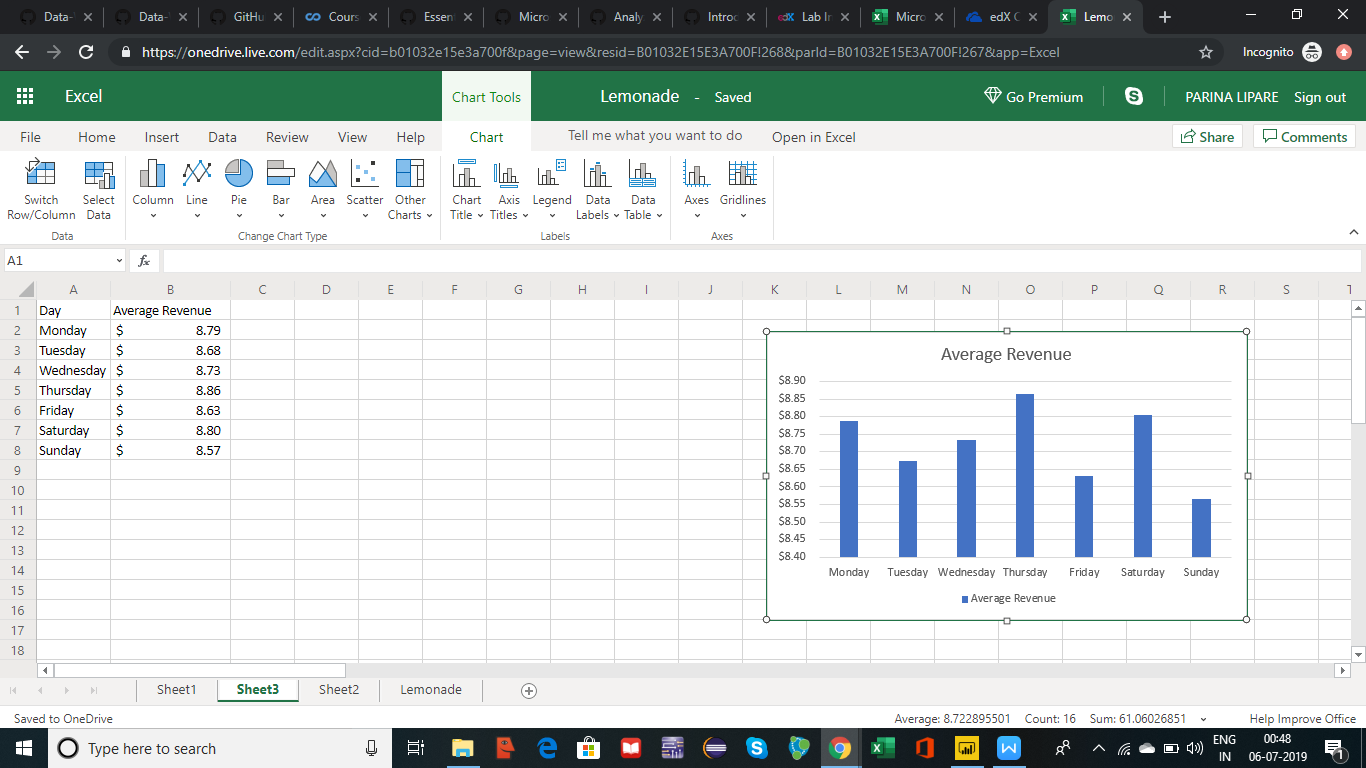 Data- Data- GitHu Cours Essen Micro Analy Introc edX Lab In Micro edX C Lemo
https://onedrive.live.com/edit.aspx?cid=b01032e15e3a700f&page=view&resid=B01032E15E3A700F!268&parId=B01032E15E3A700F!267&app=Excel Incognito
Excel Chart Tools Lemonade - Saved Go Premium PARINA LIPARE Sign out
File Home Insert Data Review View Help Chart Tell me what you want to do Open in Excel Share Comments
Switch Select Column Line Pie Bar Area Scatter Other Chart Axis Legend Data Data Axes Gridlines
Row/Column Data Charts Title Titles Labels Table
Data Change Chart Type Labels Axes
A1 fx
A B C D E F G H I J K L M N O P Q R S T
1 Day Average Revenue
2 Monday $ 8.79
3 Tuesday $ 8.68
4 Wednesday $ 8.73
5 Thursday $ 8.86
6 Friday $ 8.63
7 Saturday $ 8.80
8 Sunday $ 8.57
9
10
11
12
13
14
15
16
17
18
Average Revenue
$8.90
$8.85
$8.80
$8.75
$8.70
$8.65
$8.60
$8.55
$8.50
$8.45
$8.40
Monday Tuesday Wednesday Thursday Friday Saturday Sunday
Average Revenue
Sheet1 Sheet3 Sheet2 Lemonade
Saved to OneDrive Average: 8.722895501 Count: 16 Sum: 61.06026851 Help Improve Office
Type here to search ENG 00:48
IN 06-07-2019 1